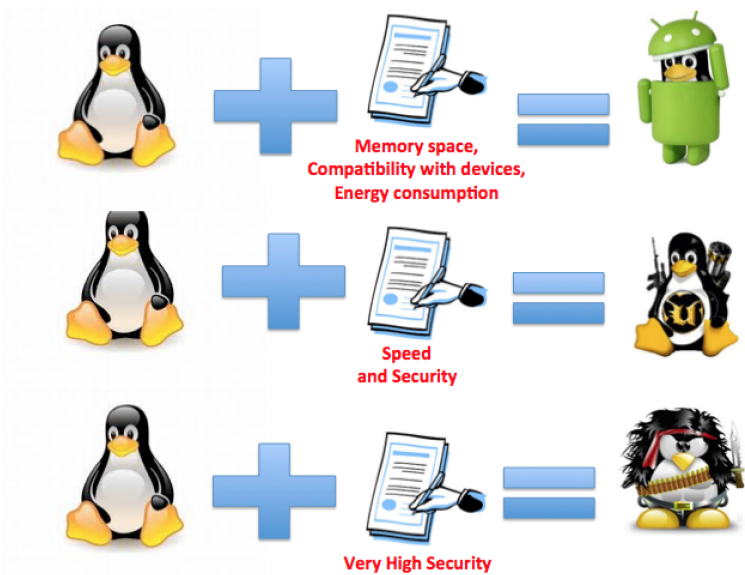 Memory space,
Compatibility with devices,
Energy consumption
Speed
and Security
Very High Security